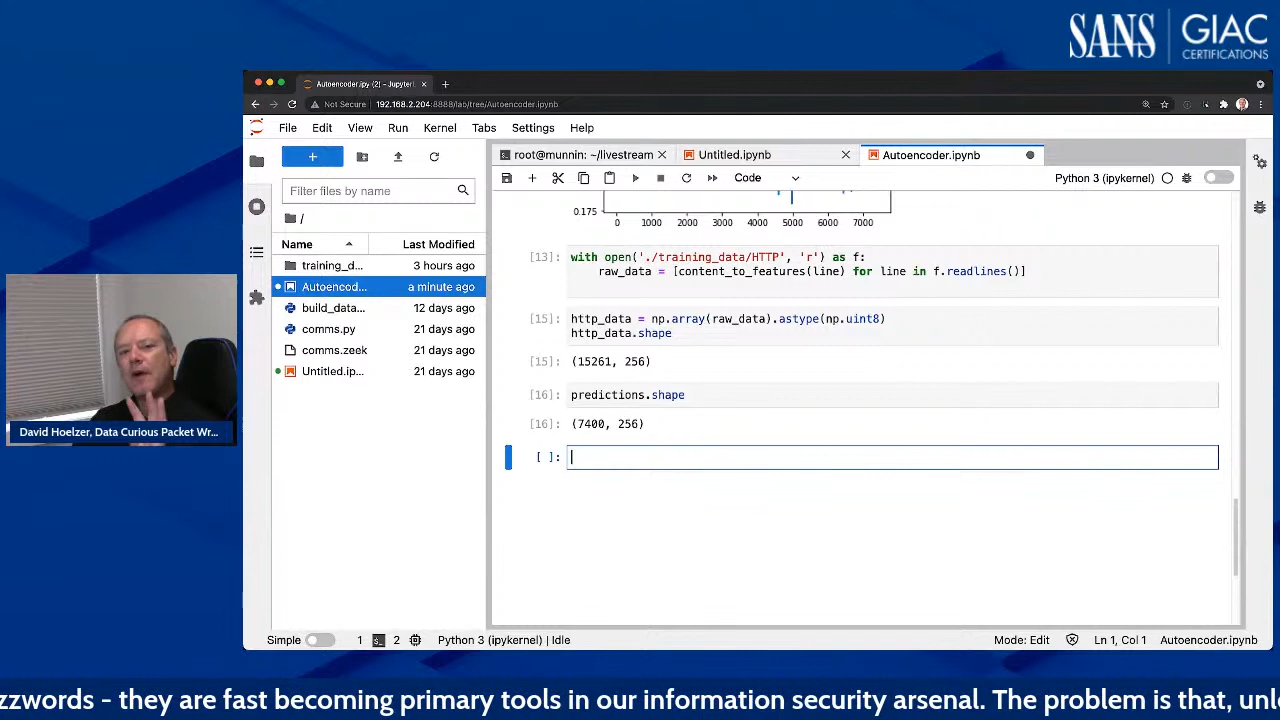 SANS GIAC
CERTIFICATIONS
Autoencoder.ipy (2) - Jupyter
Not Secure 192.168.2.204:8888/lab/tree/Autoencoder.ipynb
File Edit View Run Kernel Tabs Settings Help
root@munnin: ~/livestream
Untitled.ipynb
Autoencoder.ipynb
Code
Python 3 (ipykernel)
Filter files by name
/
Name Last Modified
training_d... 3 hours ago
Autoencod... a minute ago
build_data... 12 days ago
comms.py 21 days ago
comms.zeek 21 days ago
Untitled.ip... 21 days ago
0.175
0 1000 2000 3000 4000 5000 6000 7000
[13]: with open('./training_data/HTTP', 'r') as f:
raw_data = [content_to_features(line) for line in f.readlines()]
[15]: http_data = np.array(raw_data).astype(np.uint8)
http_data.shape
[15]: (15261, 256)
[16]: predictions.shape
[16]: (7400, 256)
[ ]:
David Hoelzer, Data Curious Packet Wr...
Simple 1 2 Python 3 (ipykernel) | Idle
Mode: Edit Ln 1, Col 1 Autoencoder.ipynb
zzwords - they are fast becoming primary tools in our information security arsenal. The problem is that, unl